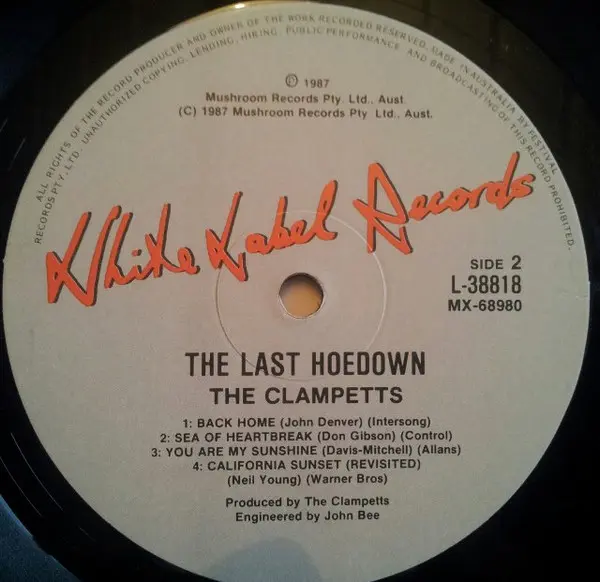 ALL RIGHTS OF THE RECORD PRODUCER AND OWNER OF THE WORK RECORDED RESERVED. MADE IN AUSTRALIA BY FESTIVAL
RECORDS PTY. LTD. UNAUTHORIZED COPYING, LENDING, HIRING, PUBLIC PERFORMANCE, AND BROADCASTING OF THIS RECORD PROHIBITED.
℗ 1987
Mushroom Records Pty. Ltd., Aust.
(C) 1987 Mushroom Records Pty Ltd., Aust.
White Label Records
SIDE 2
L-38818
MX-68980
THE LAST HOEDOWN
THE CLAMPETTS
1: BACK HOME (John Denver) (Intersong)
2: SEA OF HEARTBREAK (Don Gibson) (Control)
3: YOU ARE MY SUNSHINE (Davis-Mitchell) (Allans)
4: CALIFORNIA SUNSET (REVISITED)
(Neil Young) (Warner Bros)
Produced by The Clampetts
Engineered by John Bee